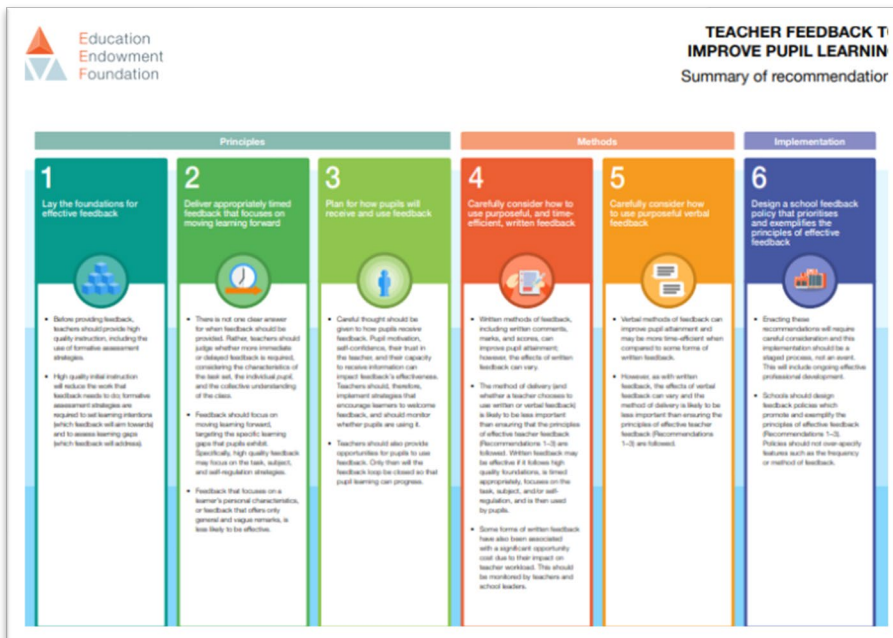 Education
Endowment
Foundation
TEACHER FEEDBACK T
IMPROVE PUPIL LEARNIN
Summary of recommendation
Principles
Methods
Implementation
1
Lay the foundations for
effective feedback
• Before providing feedback,
teachers should provide high
quality instruction, including the
use of formative assessment
strategies.
• High quality initial instruction
will reduce the work that
feedback needs to do; formative
assessment strategies are
required to set learning intentions
(which feedback will aim towards)
and to assess learning gaps
(which feedback will address).
2
Deliver appropriately timed
feedback that focuses on
moving learning forward
• There is not one clear answer
for when feedback should be
provided. Rather, teachers should
judge whether more immediate
or delayed feedback is required,
considering the characteristics of
the task set, the individual pupil,
and the collective understanding
of the class.
• Feedback should focus on
moving learning forward,
targeting the specific learning
gaps that pupils exhibit.
Specifically, high quality feedback
may focus on the task, subject,
and self-regulation strategies.
• Feedback that focuses on a
learner's personal characteristics,
or feedback that offers only
general and vague remarks, is
less likely to be effective.
3
Plan for how pupils will
receive and use feedback
• Careful thought should be
given to how pupils receive
feedback. Pupil motivation,
self-confidence, their trust in
the teacher, and their capacity
to receive information can
impact feedback's effectiveness.
Teachers should, therefore,
implement strategies that
encourage learners to welcome
feedback, and should monitor
whether pupils are using it.
• Teachers should also provide
opportunities for pupils to use
feedback. Only then will the
feedback loop be closed so that
pupil learning can progress.
4
Carefully consider how to
use purposeful, and time-
efficient, written feedback
• Written methods of feedback,
including written comments,
marks, and scores, can
improve pupil attainment;
however, the effects of written
feedback can vary.
• The method of delivery (and
whether a teacher chooses to
use written or verbal feedback)
is likely to be less important
than ensuring that the principles
of effective teacher feedback
(Recommendations 1–3) are
followed. Written feedback may
be effective if it follows high
quality foundations, is timed
appropriately, focuses on the
task, subject, and/or self-
regulation, and is then used
by pupils.
• Some forms of written feedback
have also been associated
with a significant opportunity
cost due to their impact on
teacher workload. This should
be monitored by teachers and
school leaders.
5
Carefully consider how
to use purposeful verbal
feedback
• Verbal methods of feedback can
improve pupil attainment and
may be more time-efficient when
compared to some forms of
written feedback.
• However, as with written
feedback, the effects of verbal
feedback can vary and the
method of delivery is likely to be
less important than ensuring the
principles of effective teacher
feedback (Recommendations
1–3) are followed.
6
Design a school feedback
policy that prioritises
and exemplifies the
principles of effective
feedback
• Enacting these
recommendations will require
careful consideration and this
implementation should be a
staged process, not an event.
This will include ongoing effective
professional development.
• Schools should design
feedback policies which
promote and exemplify the
principles of effective feedback
(Recommendations 1–3).
Policies should not over-specify
features such as the frequency
or method of feedback.